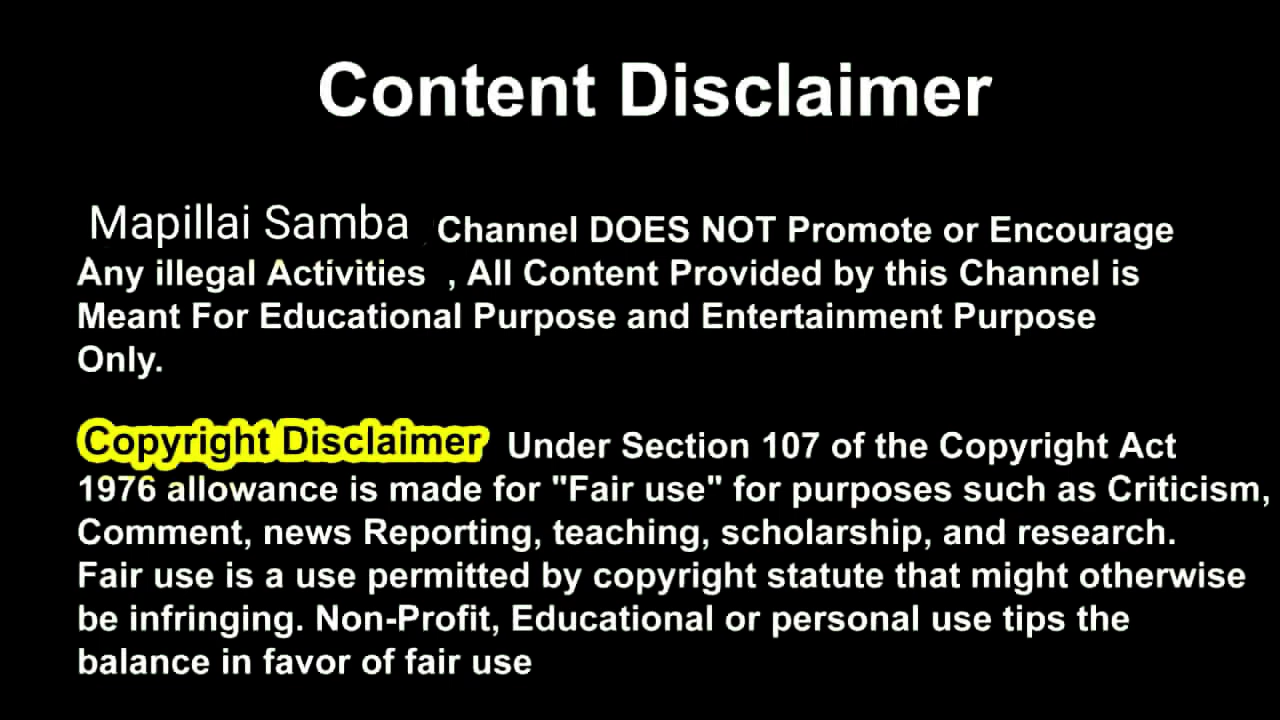 Content Disclaimer
Mapillai Samba Channel DOES NOT Promote or Encourage
Any illegal Activities , All Content Provided by this Channel is
Meant For Educational Purpose and Entertainment Purpose
Only.
Copyright Disclaimer Under Section 107 of the Copyright Act
1976 allowance is made for "Fair use" for purposes such as Criticism,
Comment, news Reporting, teaching, scholarship, and research.
Fair use is a use permitted by copyright statute that might otherwise
be infringing. Non-Profit, Educational or personal use tips the
balance in favor of fair use